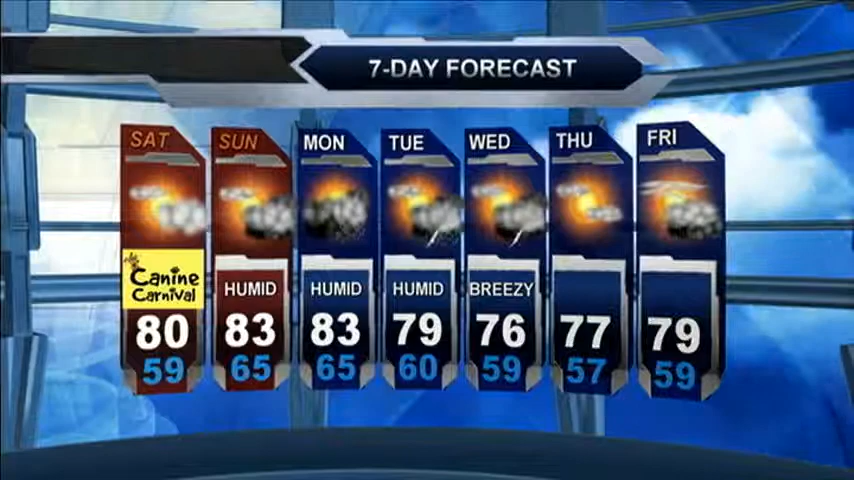 7-DAY FORECAST
SAT SUN MON TUE WED THU FRI
Canine
Carnival
HUMID HUMID HUMID BREEZY
80 83 83 79 76 77 79
59 65 65 60 59 57 59